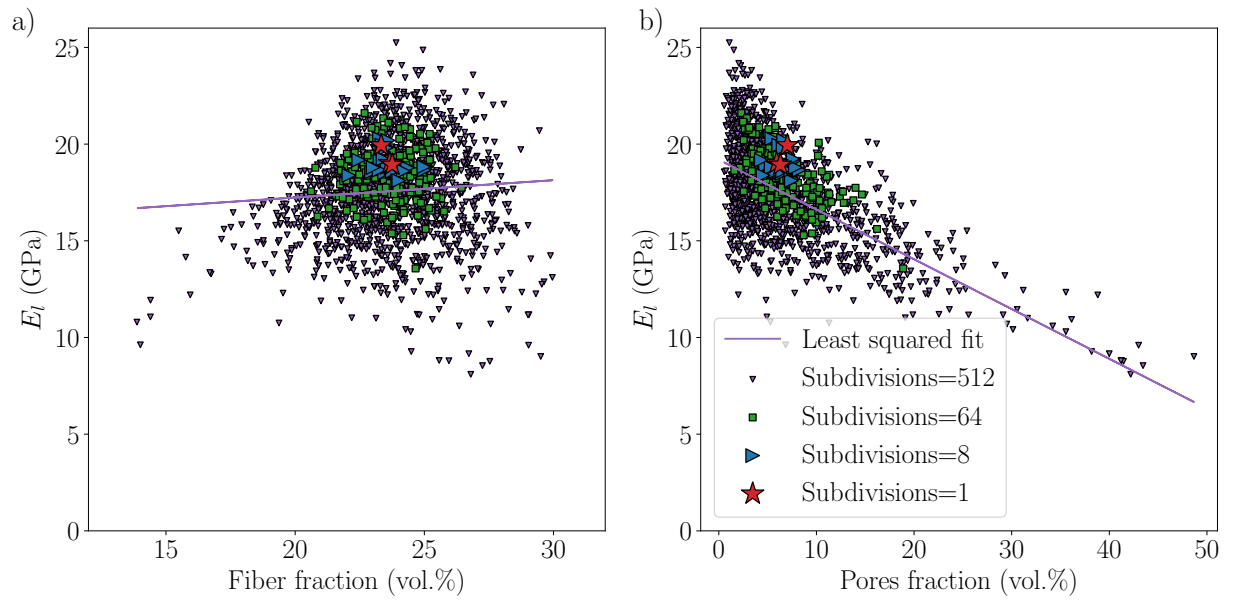 a)
25
20
15
10
5
0
E_l (GPa)
15
20
25
30
Fiber fraction (vol.%)
b)
25
20
15
10
5
0
E_l (GPa)
0
10
20
30
40
50
Pores fraction (vol.%)
Least squared fit
Subdivisions=512
Subdivisions=64
Subdivisions=8
Subdivisions=1